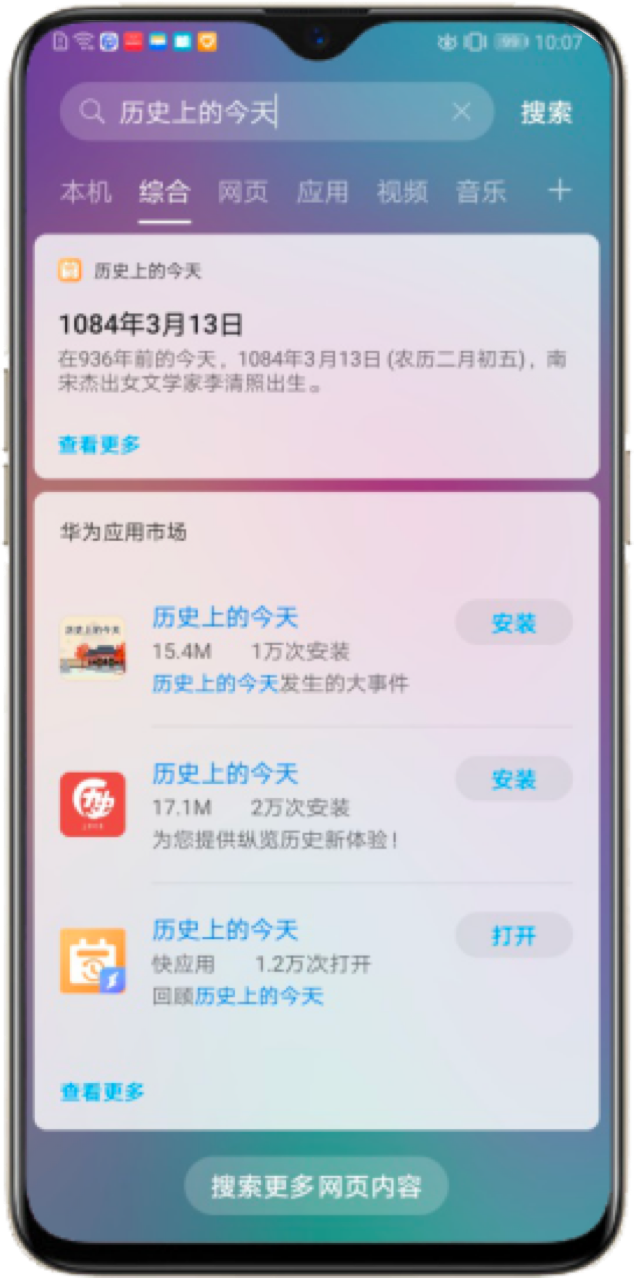 10:07
历史上的今天
搜索
本机 综合 网页 应用 视频 音乐 +
历史上的今天
1084年3月13日
在936年前的今天，1084年3月13日 (农历二月初五)，南
宋杰出女文学家李清照出生。
查看更多
华为应用市场
历史上的今天
安装
15.4M 1万次安装
历史上的今天发生的大事件
历史上的今天
安装
17.1M 2万次安装
为您提供纵览历史新体验！
历史上的今天
打开
快应用 1.2万次打开
回顾历史上的今天
查看更多
搜索更多网页内容